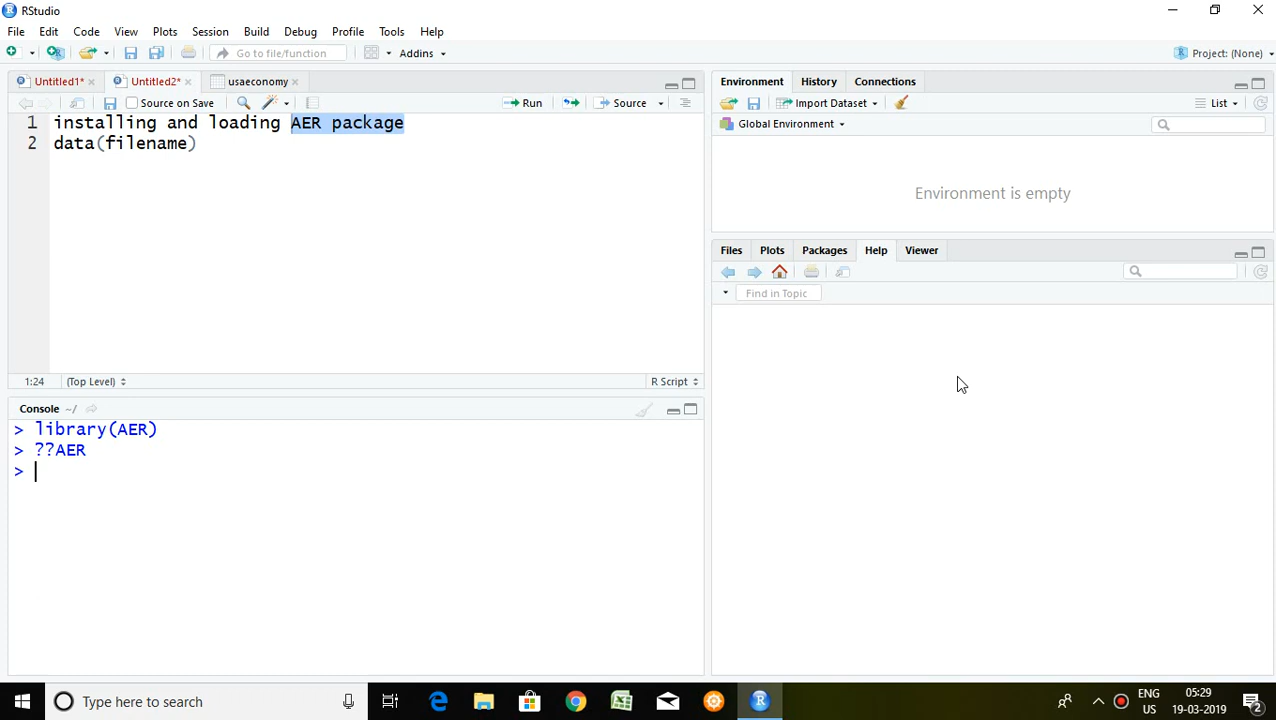 RStudio
File Edit Code View Plots Session Build Debug Profile Tools Help
Go to file/function Addins Project: (None)
Untitled1* Untitled2* usaeconomy
Source on Save Run Source
1 installing and loading AER package
2 data(filename)
1:24 (Top Level) R Script
Console ~/
> library(AER)
> ??AER
>
Environment History Connections
Import Dataset List
Global Environment
Environment is empty
Files Plots Packages Help Viewer
Find in Topic
Type here to search
ENG
US
05:29
19-03-2019
2